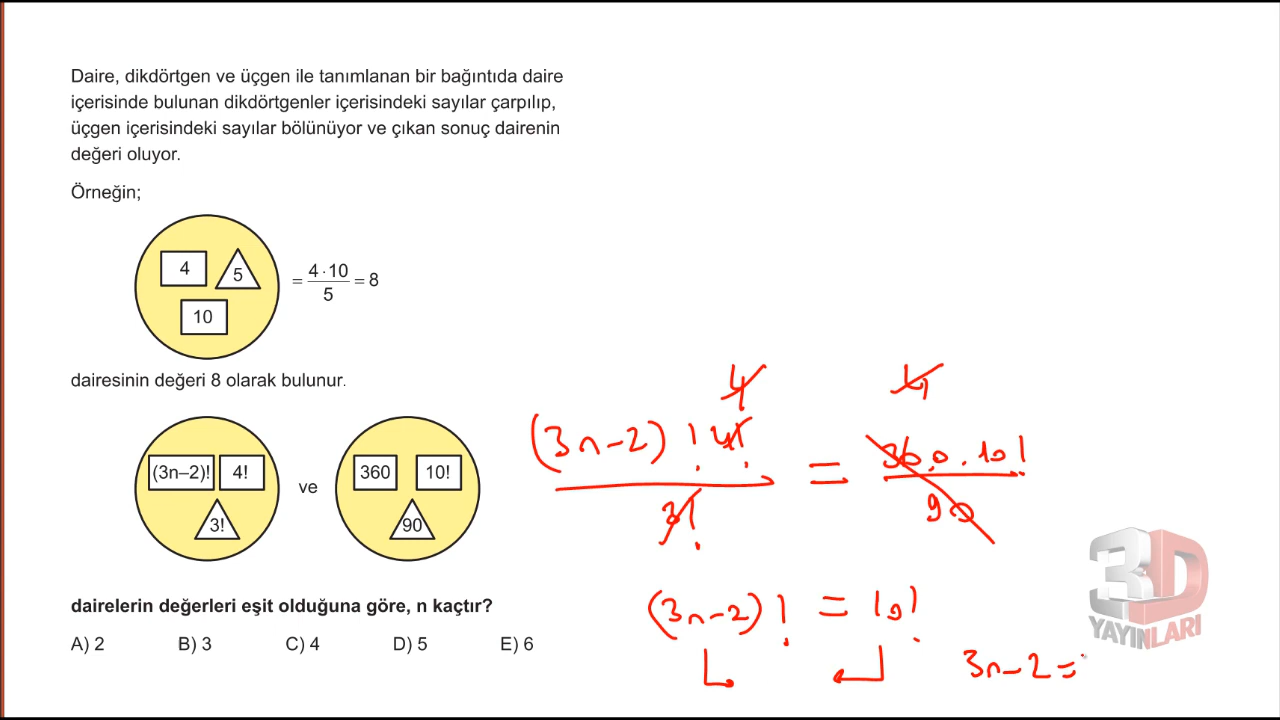 Daire, dikdörtgen ve üçgen ile tanımlanan bir bağıntıda daire
içerisinde bulunan dikdörtgenler içerisindeki sayılar çarpılıp,
üçgen içerisindeki sayılar bölünüyor ve çıkan sonuç dairenin
değeri oluyor.
Örneğin;
4 5
10
= 4·10 / 5 = 8
dairesinin değeri 8 olarak bulunur.
(3n–2)! 4!
3!
ve
360 10!
90
dairelerin değerleri eşit olduğuna göre, n kaçtır?
A) 2 B) 3 C) 4 D) 5 E) 6
4 4
(3n-2)! 4! = 360.10!
3! 90
(3n-2)! = 10!
3n-2=
3D
YAYINLARI